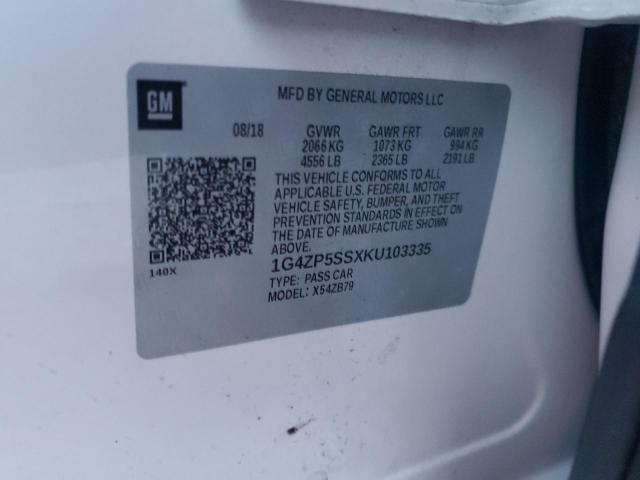 GM
MFD BY GENERAL MOTORS LLC
08/18 GVWR GAWR FRT GAWR RR
2066 KG 1073 KG 994 KG
4556 LB 2365 LB 2191 LB
THIS VEHICLE CONFORMS TO ALL
APPLICABLE U.S. FEDERAL MOTOR
VEHICLE SAFETY, BUMPER, AND THEFT
PREVENTION STANDARDS IN EFFECT ON
THE DATE OF MANUFACTURE SHOWN
ABOVE.
140X
1G4ZP5SSXKU103335
TYPE: PASS CAR
MODEL: X54ZB79